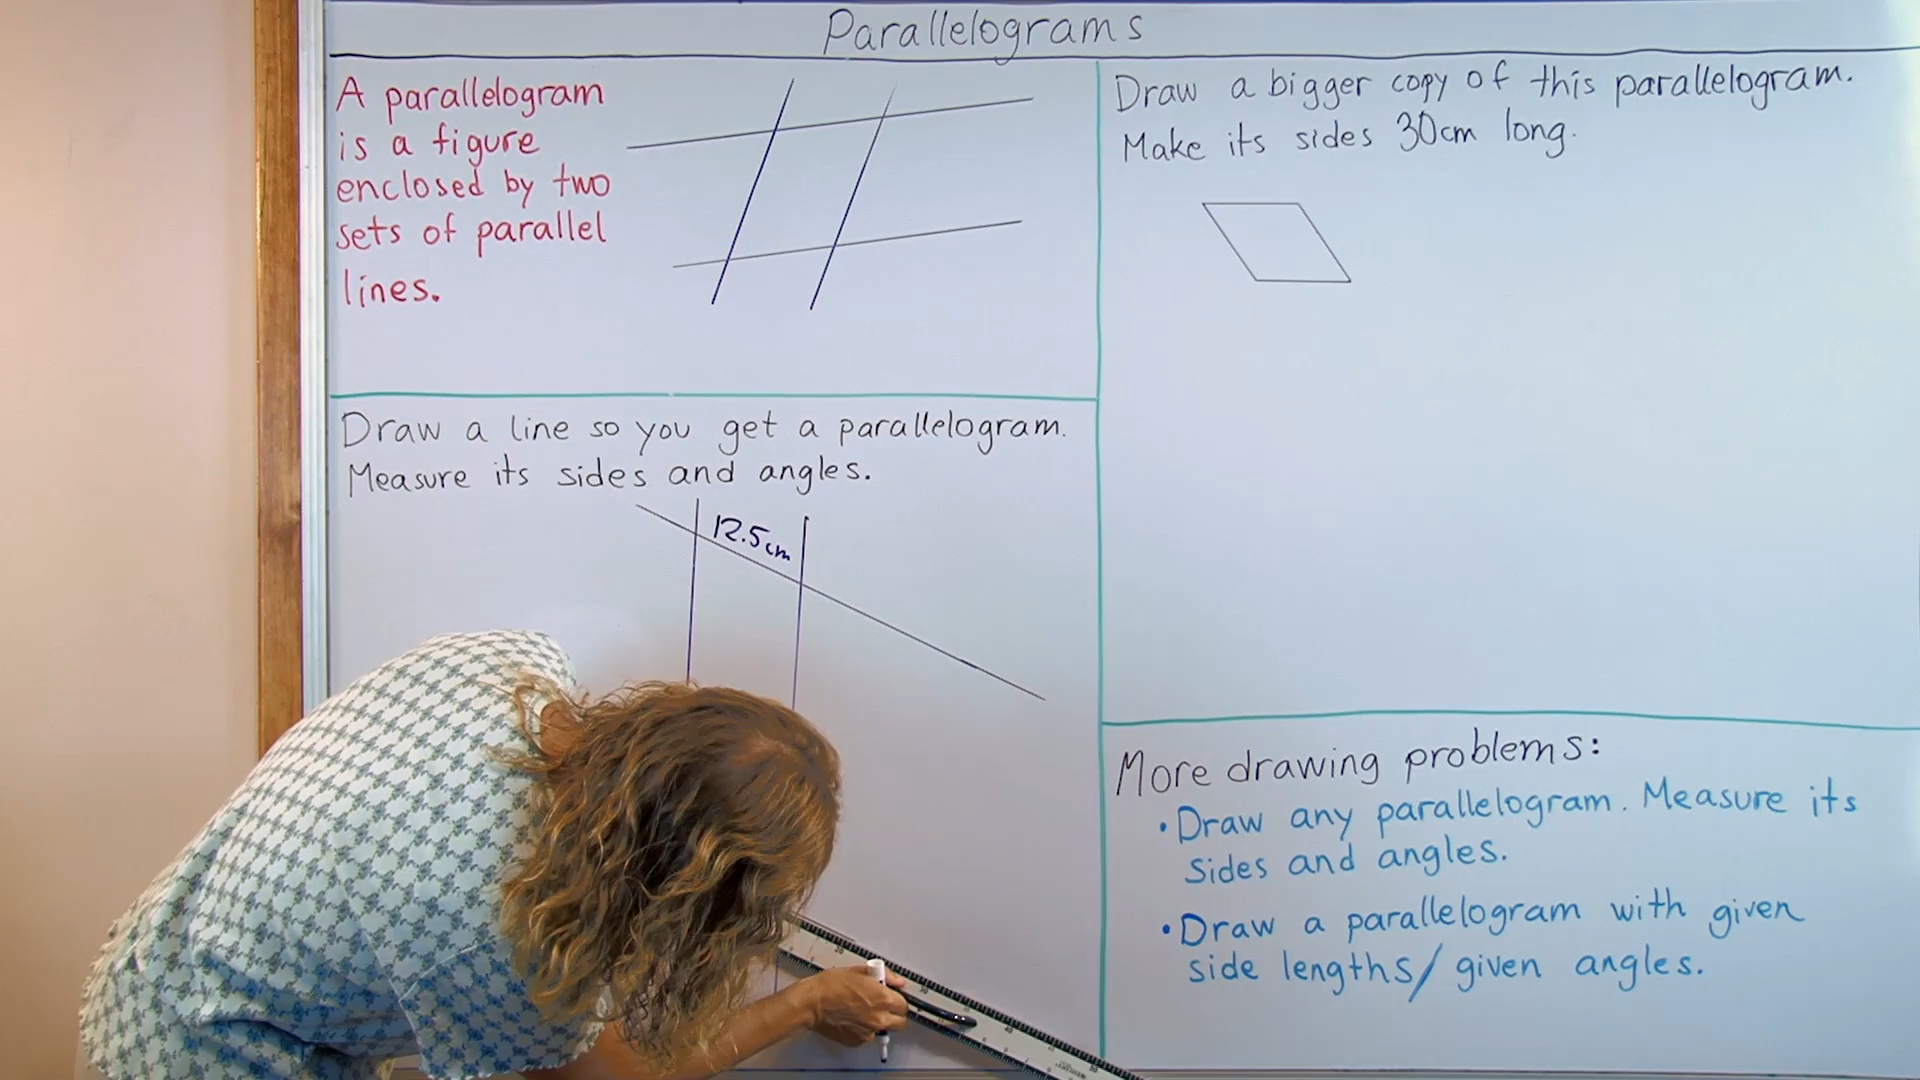 Parallelograms
A parallelogram
is a figure
enclosed by two
sets of parallel
lines.
Draw a line so you get a parallelogram.
Measure its sides and angles.
12.5cm
Draw a bigger copy of this parallelogram.
Make its sides 30cm long.
More drawing problems:
• Draw any parallelogram. Measure its
sides and angles.
• Draw a parallelogram with given
side lengths/given angles.